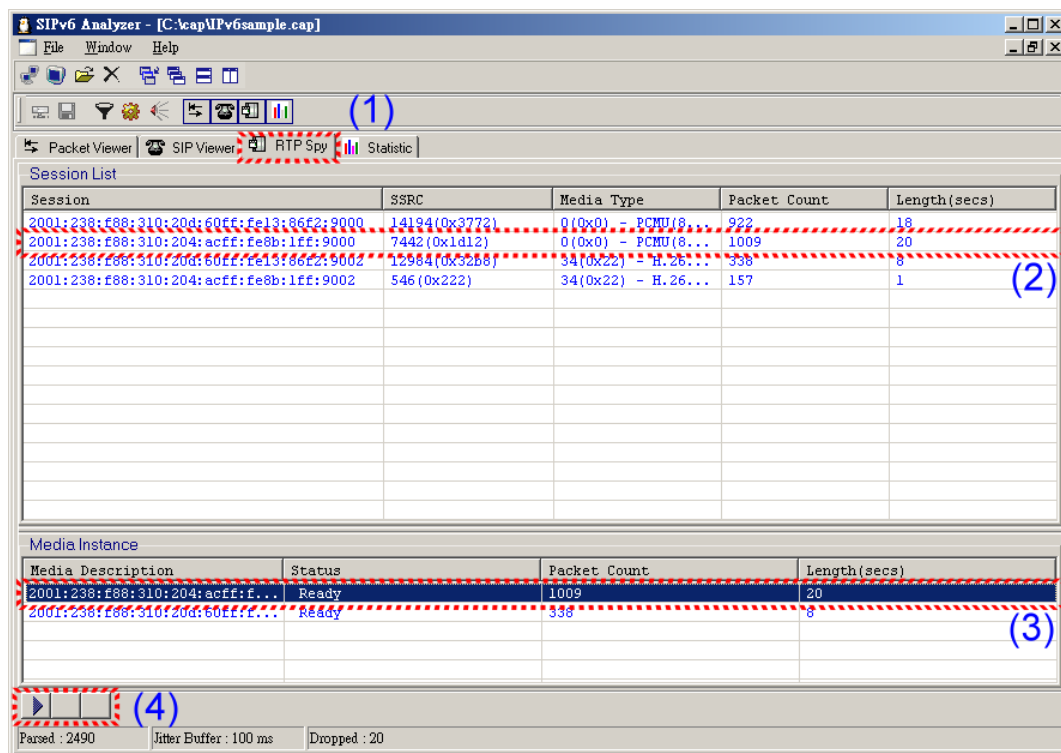 SIPv6 Analyzer - [C:\cap\IPv6sample.cap]
File Window Help
(1)
Packet Viewer SIP Viewer RTP Spy Statistic
Session List
Session SSRC Media Type Packet Count Length(secs)
2001:238:f88:310:20d:60ff:fe13:86f2:9000 14194(0x3772) 0(0x0) - PCMU(8... 922 18
2001:238:f88:310:204:acff:fe8b:1ff:9000 7442(0x1d12) 0(0x0) - PCMU(8... 1009 20
2001:238:f88:310:20d:60ff:fe13:86f2:9002 12984(0x32b8) 34(0x22) - H.26... 338 8
2001:238:f88:310:204:acff:fe8b:1ff:9002 546(0x222) 34(0x22) - H.26... 157 1
(2)
Media Instance
Media Description Status Packet Count Length(secs)
2001:238:f88:310:204:acff:f... Ready 1009 20
2001:238:f88:310:20d:60ff:f... Ready 338 8
(3)
(4)
Parsed : 2490 Jitter Buffer : 100 ms Dropped : 20